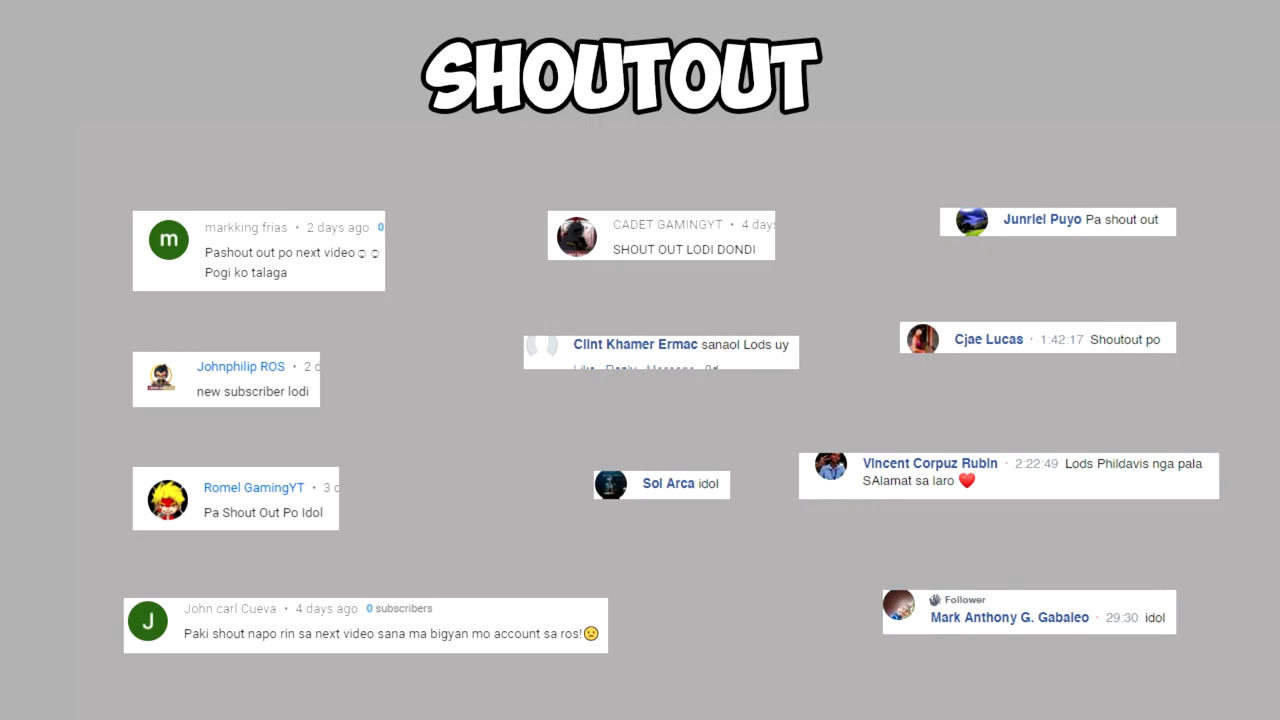 SHOUTOUT
markking frias • 2 days ago 0
Pashout out po next video☺ ☺
Pogi ko talaga
Johnphilip ROS • 2
new subscriber lodi
Romel GamingYT • 3
Pa Shout Out Po Idol
John carl Cueva • 4 days ago 0 subscribers
Paki shout napo rin sa next video sana ma bigyan mo account sa ros!😟
CADET GAMINGYT • 4 days
SHOUT OUT LODI DONDI
Clint Khamer Ermac sanaol Lods uy
Sol Arca idol
Junriel Puyo Pa shout out
Cjae Lucas · 1:42:17 Shoutout po
Vincent Corpuz Rubin · 2:22:49 Lods Phildavis nga pala
SAlamat sa laro ❤️
Follower
Mark Anthony G. Gabaleo · 29:30 idol
m
J